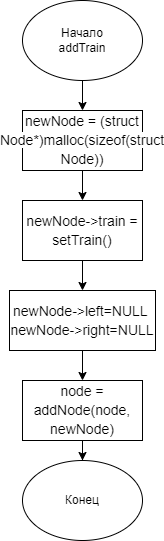 Начало
addTrain
newNode = (struct
Node*)malloc(sizeof(struct
Node))
newNode->train =
setTrain()
newNode->left=NULL
newNode->right=NULL
node =
addNode(node,
newNode)
Конец